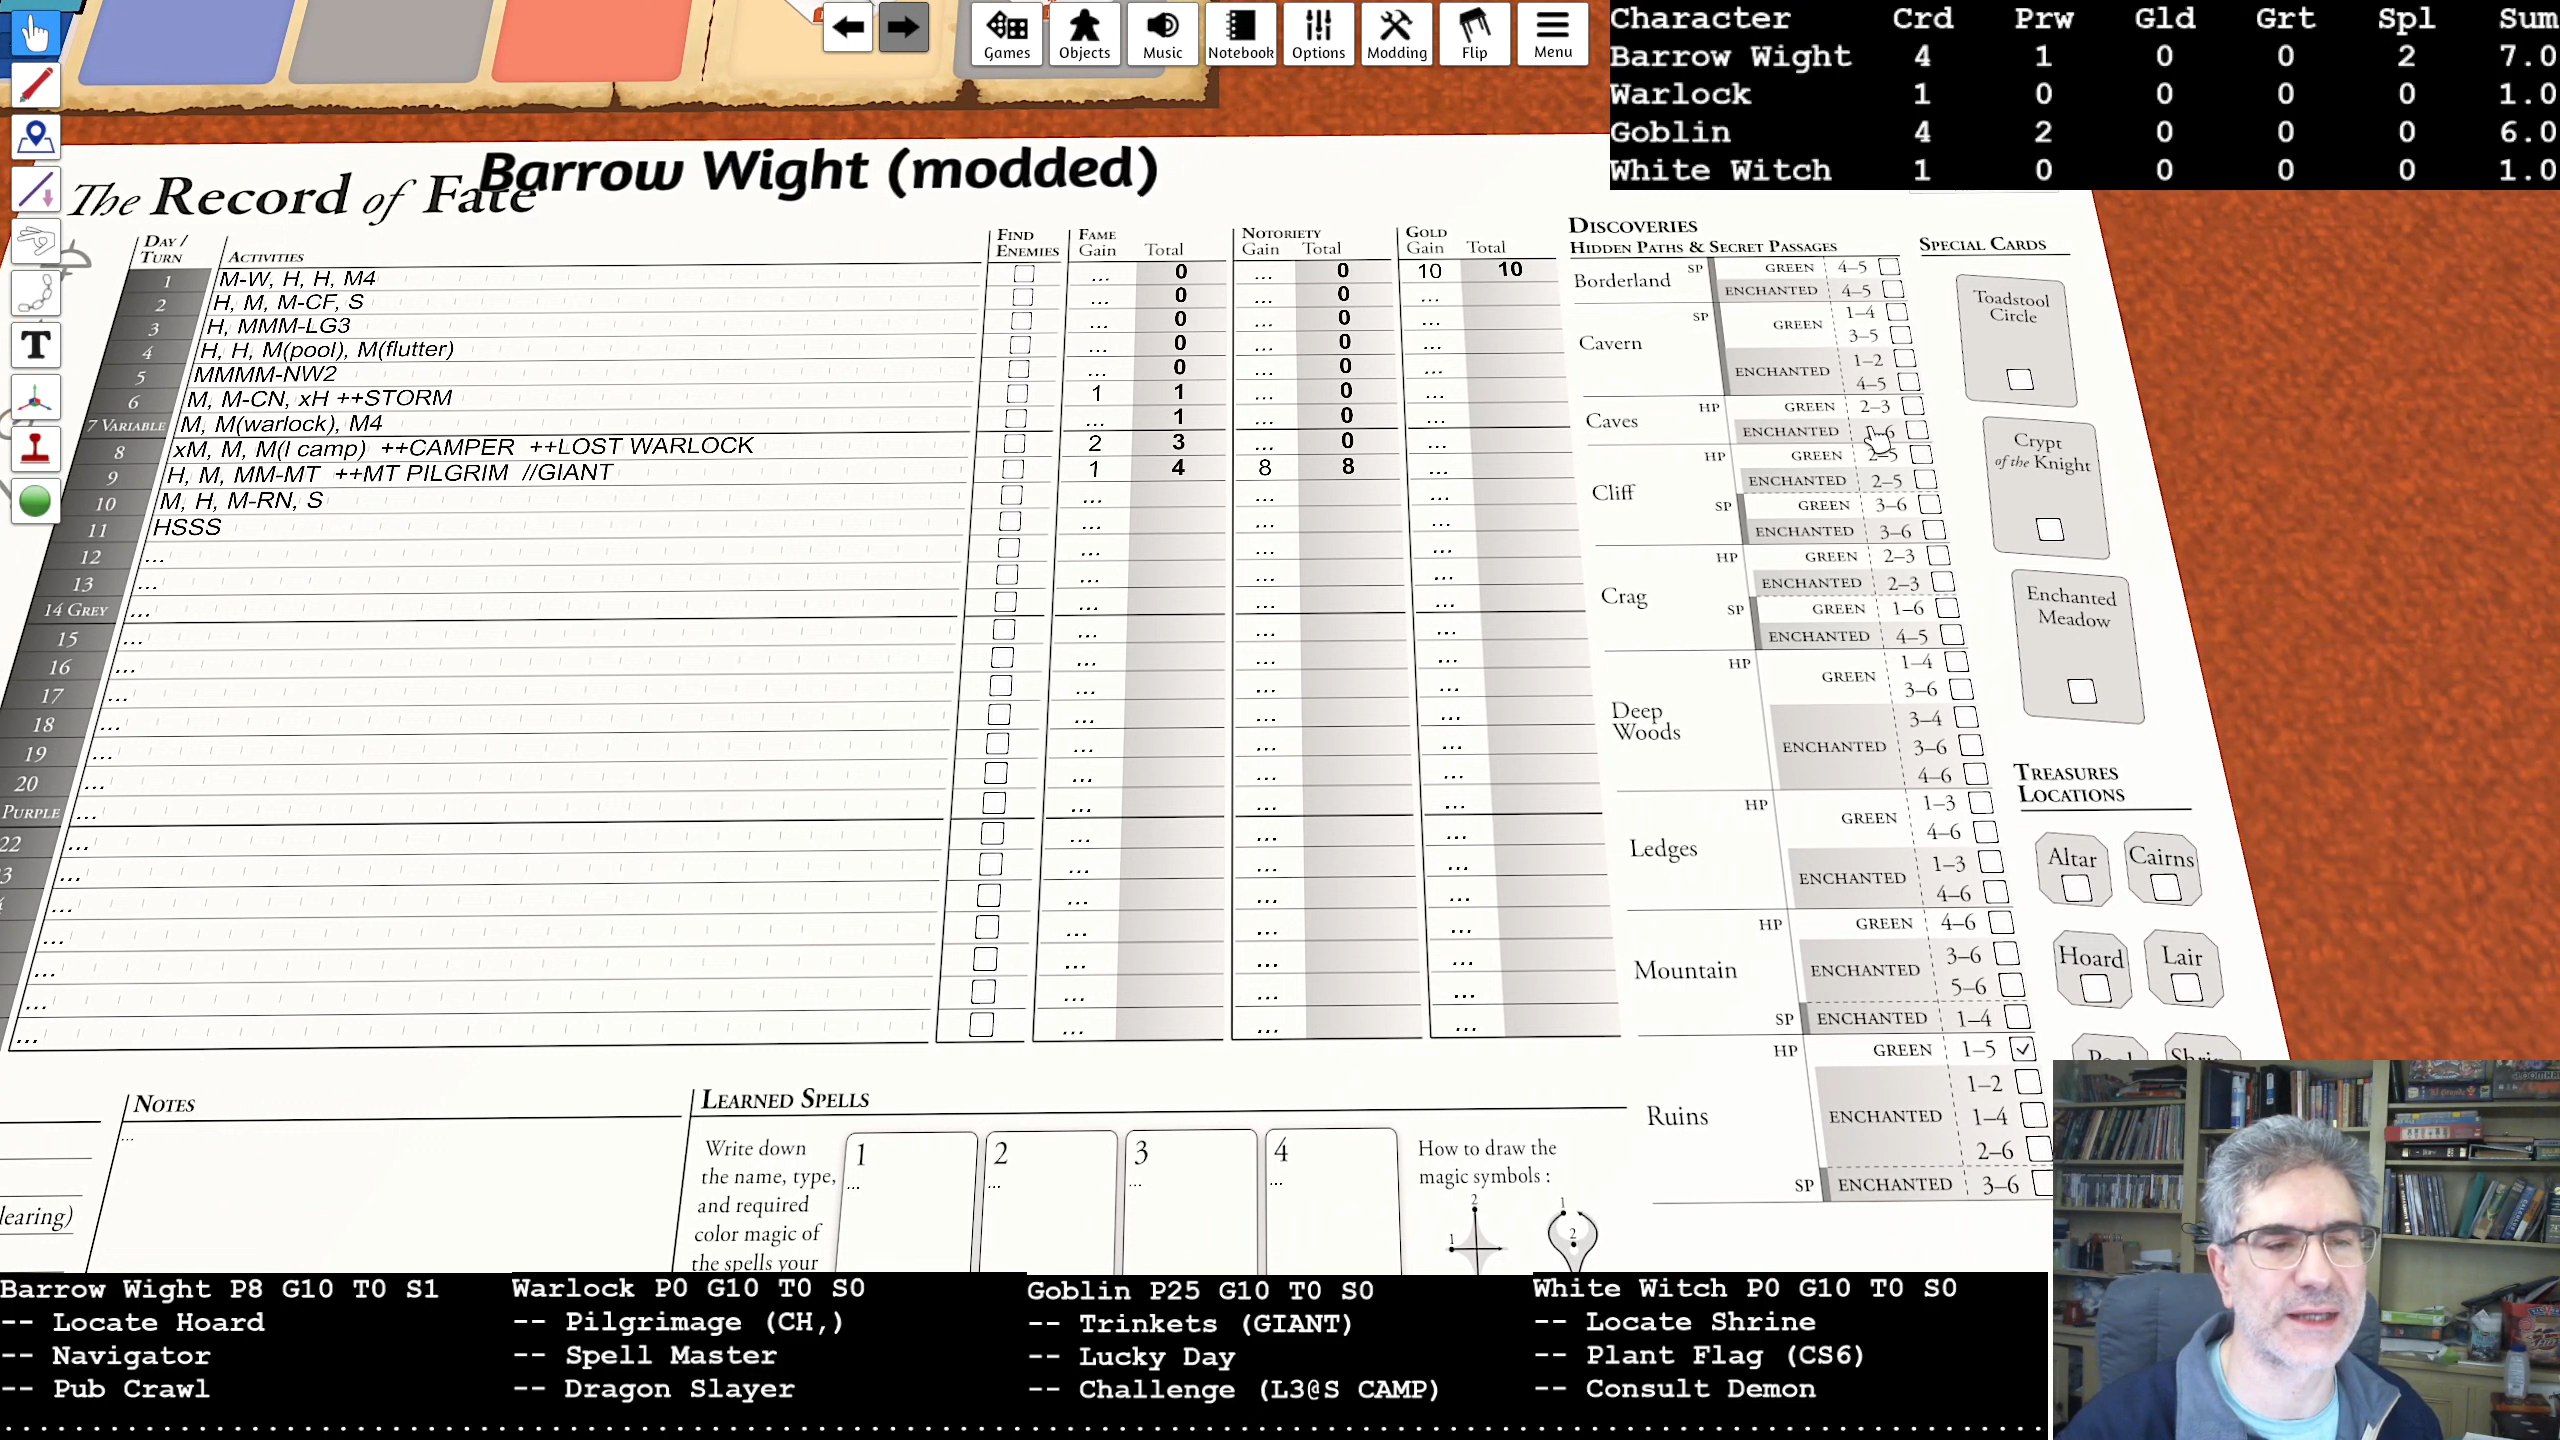 Games Objects Music Notebook Options Modding Flip Menu
Character Crd Prw Gld Grt Spl Sum
Barrow Wight 4 1 0 0 2 7.0
Warlock 1 0 0 0 0 1.0
Goblin 4 2 0 0 0 6.0
White Witch 1 0 0 0 0 1.0
The Record of Fate
Barrow Wight (modded)
DAY / TURN ACTIVITIES FIND ENEMIES FAME Gain Total NOTORIETY Gain Total GOLD Gain Total
1 M-W, H, H, M4 ... 0 ... 0 10 10
2 H, M, M-CF, S ... 0 ... 0 ...
3 H, MMM-LG3 ... 0 ... 0 ...
4 H, H, M(pool), M(flutter) ... 0 ... 0 ...
5 MMMM-NW2 ... 0 ... 0 ...
6 M, M-CN, xH ++STORM 1 1 ... 0 ...
7 VARIABLE M, M(warlock), M4 ... 1 ... 0 ...
8 xM, M, M(l camp) ++CAMPER ++LOST WARLOCK 2 3 ... 0 ...
9 H, M, MM-MT ++MT PILGRIM //GIANT 1 4 8 8 ...
10 M, H, M-RN, S ... ... ...
11 HSSS ... ... ...
12 ... ... ... ...
13 ... ... ... ...
14 GREY ... ... ... ...
15 ... ... ... ...
16 ... ... ... ...
17 ... ... ... ...
18 ... ... ... ...
19 ... ... ... ...
20 ... ... ... ...
PURPLE ... ... ... ...
22 ... ... ... ...
3 ... ... ... ...
... ... ... ...
... ... ... ...
... ... ... ...
... ... ... ...
... ... ... ...
DISCOVERIES
HIDDEN PATHS & SECRET PASSAGES
Borderland SP GREEN 4–5
ENCHANTED 4–5
Cavern SP GREEN 1–4
3–5
ENCHANTED 1–2
4–5
Caves HP GREEN 2–3
ENCHANTED
Cliff HP GREEN 2–5
ENCHANTED 2–5
SP GREEN 3–6
ENCHANTED 3–6
Crag HP GREEN 2–3
ENCHANTED 2–3
SP GREEN 1–6
ENCHANTED 4–5
Deep Woods HP GREEN 1–4
3–6
ENCHANTED 3–4
3–6
4–6
Ledges HP GREEN 1–3
4–6
ENCHANTED 1–3
4–6
Mountain HP GREEN 4–6
ENCHANTED 3–6
5–6
SP ENCHANTED 1–4
Ruins HP GREEN 1–5
ENCHANTED 1–2
1–4
2–6
SP ENCHANTED 3–6
SPECIAL CARDS
Toadstool
Circle
Crypt
of the Knight
Enchanted
Meadow
TREASURES
LOCATIONS
Altar Cairns
Hoard Lair
NOTES
...
learing)
LEARNED SPELLS
Write down
the name, type,
and required
color magic of
the spells your
1 2 3 4
... ... ... ...
How to draw the
magic symbols :
2 1
1 2
Barrow Wight P8 G10 T0 S1
-- Locate Hoard
-- Navigator
-- Pub Crawl
Warlock P0 G10 T0 S0
-- Pilgrimage (CH,)
-- Spell Master
-- Dragon Slayer
Goblin P25 G10 T0 S0
-- Trinkets (GIANT)
-- Lucky Day
-- Challenge (L3@S CAMP)
White Witch P0 G10 T0 S0
-- Locate Shrine
-- Plant Flag (CS6)
-- Consult Demon